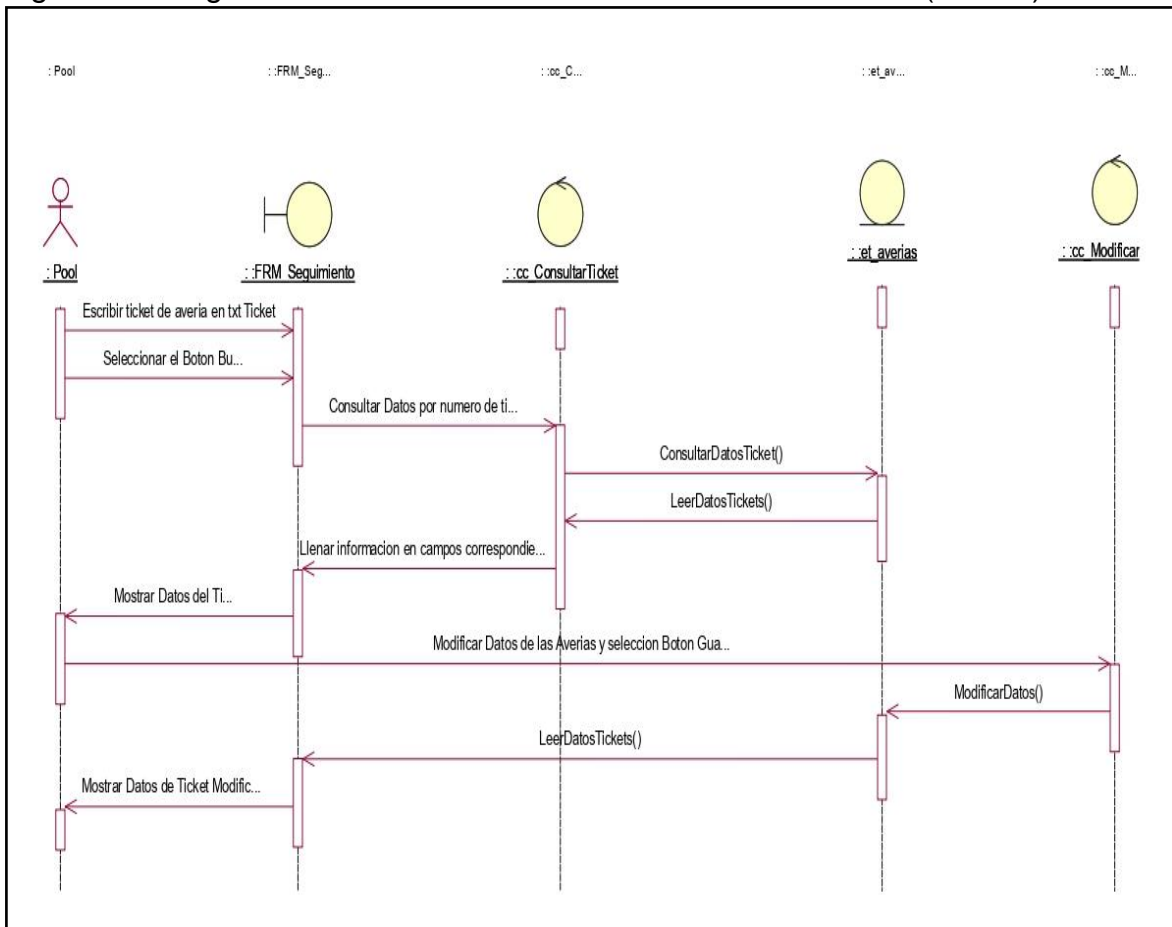 : Pool
: :FRM_Seg...
: :cc_C...
: :et_av...
: :cc_M...
: Pool
: :FRM_Seguimiento
: :cc_ConsultarTicket
: :et_averias
: :cc_Modificar
Escribir ticket de averia en txt Ticket
Seleccionar el Boton Bu...
Consultar Datos por numero de ti...
ConsultarDatosTicket()
LeerDatosTickets()
Llenar informacion en campos correspondie...
Mostrar Datos del Ti...
Modificar Datos de las Averias y seleccion Boton Gua...
ModificarDatos()
LeerDatosTickets()
Mostrar Datos de Ticket Modific...